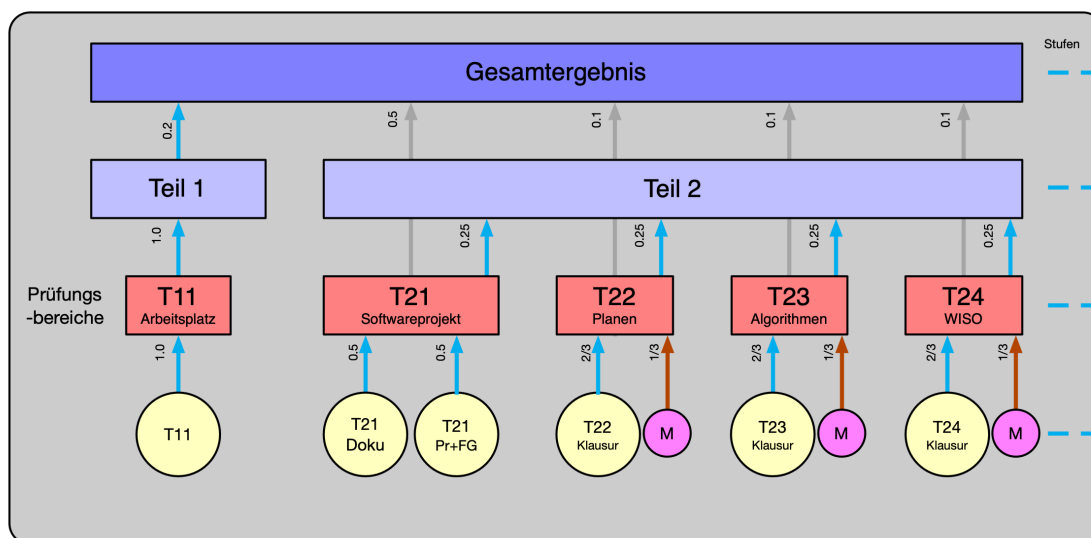 Stufen
Gesamtergebnis
0.2
0.5
0.1
0.1
0.1
Teil 1
Teil 2
1.0
0.25
0.25
0.25
0.25
Prüfungs
-bereiche
T11
Arbeitsplatz
T21
Softwareprojekt
T22
Planen
T23
Algorithmen
T24
WISO
1.0
0.5
0.5
2/3
1/3
2/3
1/3
2/3
1/3
T11
T21
Doku
T21
Pr+FG
T22
Klausur
M
T23
Klausur
M
T24
Klausur
M